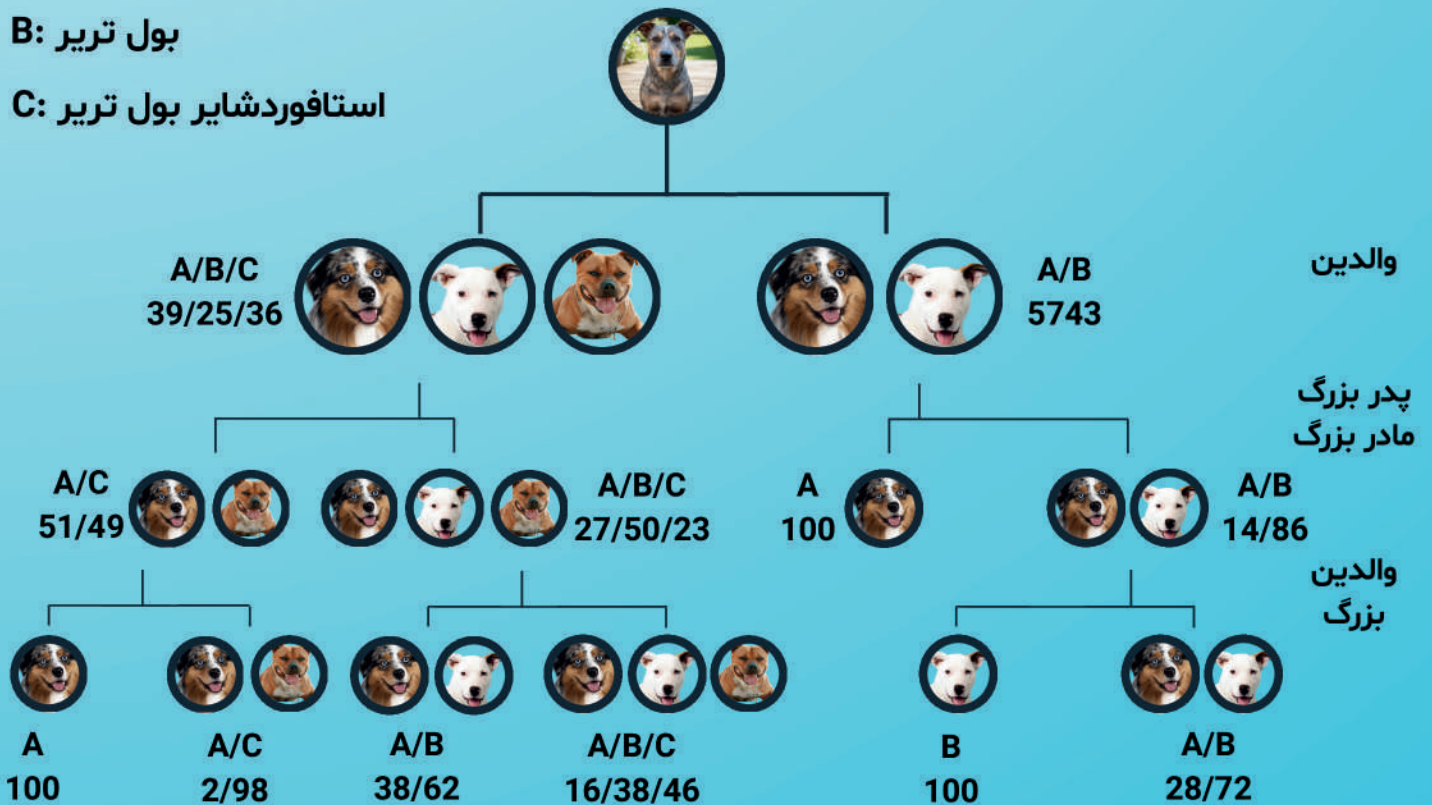 B: بول تریر
C: استافوردشایر بول تریر
A/B/C
39/25/36
A/B
5743
والدین
پدر بزرگ
مادر بزرگ
A/C
51/49
A/B/C
27/50/23
A
100
A/B
14/86
والدین
بزرگ
A
100
A/C
2/98
A/B
38/62
A/B/C
16/38/46
B
100
A/B
28/72